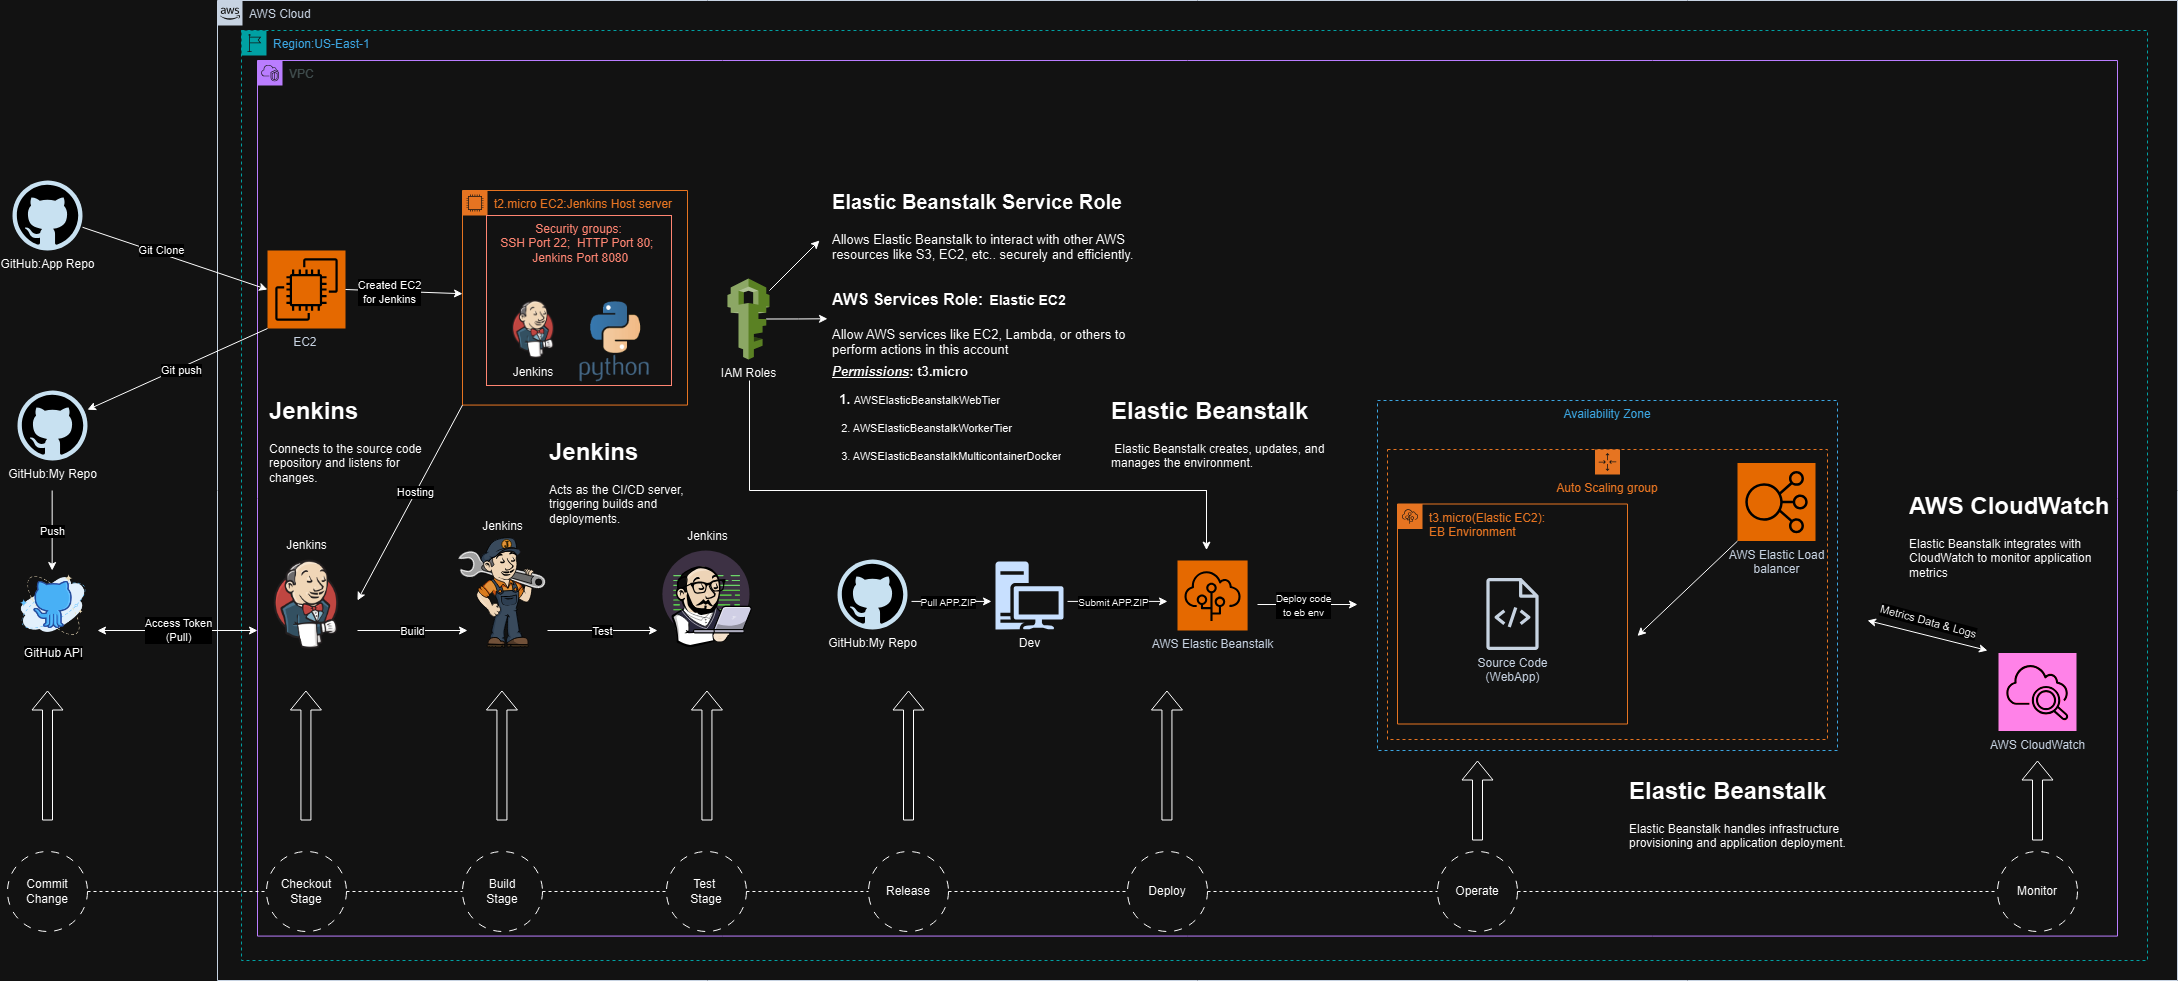 aws
AWS Cloud
Region:US-East-1
VPC
GitHub:App Repo
Git Clone
EC2
Created EC2
for Jenkins
Git push
GitHub:My Repo
Push
GitHub API
Access Token
(Pull)
t2.micro EC2:Jenkins Host server
Security groups:
SSH Port 22;  HTTP Port 80;
Jenkins Port 8080
Jenkins
python
Jenkins
Connects to the source code
repository and listens for
changes.
Hosting
Jenkins
Acts as the CI/CD server,
triggering builds and
deployments.
Jenkins
Build
Jenkins
Test
Jenkins
IAM Roles
Elastic Beanstalk Service Role
Allows Elastic Beanstalk to interact with other AWS
resources like S3, EC2, etc.. securely and efficiently.
AWS Services Role: Elastic EC2
Allow AWS services like EC2, Lambda, or others to
perform actions in this account
Permissions: t3.micro
1. AWSElasticBeanstalkWebTier
2. AWSElasticBeanstalkWorkerTier
3. AWSElasticBeanstalkMulticontainerDocker
Elastic Beanstalk
Elastic Beanstalk creates, updates, and
manages the environment.
GitHub:My Repo
Pull APP.ZIP
Dev
Submit APP.ZIP
AWS Elastic Beanstalk
Deploy code
to eb env
Availability Zone
Auto Scaling group
t3.micro(Elastic EC2):
EB Environment
Source Code
(WebApp)
AWS Elastic Load
balancer
AWS CloudWatch
Elastic Beanstalk integrates with
CloudWatch to monitor application
metrics
Metrics Data & Logs
AWS CloudWatch
Elastic Beanstalk
Elastic Beanstalk handles infrastructure
provisioning and application deployment.
Commit
Change
Checkout
Stage
Build
Stage
Test
Stage
Release
Deploy
Operate
Monitor